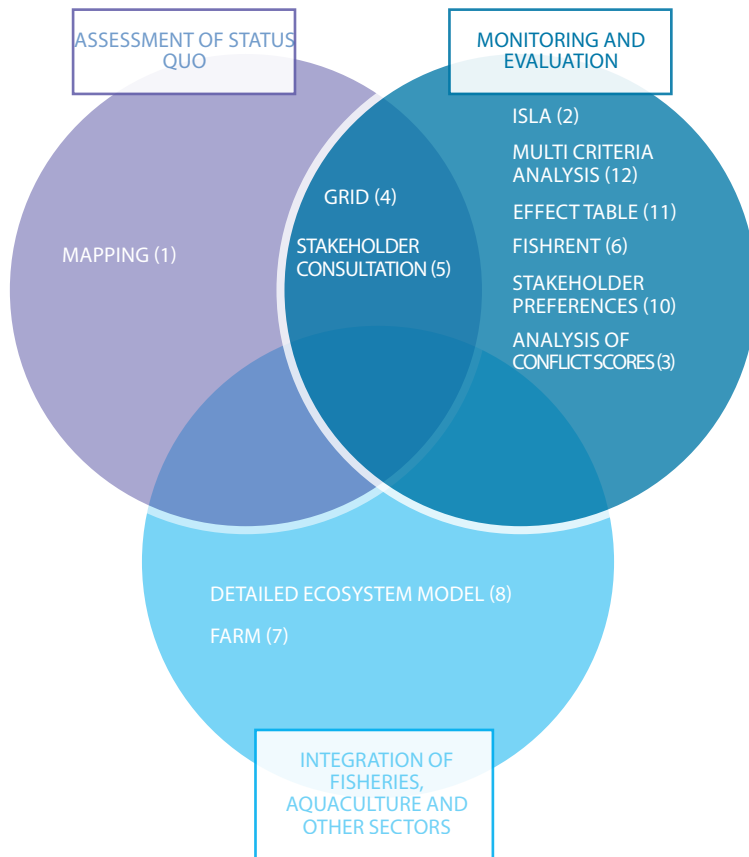 ASSESSMENT OF STATUS
QUO
MONITORING AND
EVALUATION
MAPPING (1)
GRID (4)
STAKEHOLDER
CONSULTATION (5)
ISLA (2)
MULTI CRITERIA
ANALYSIS (12)
EFFECT TABLE (11)
FISHRENT (6)
STAKEHOLDER
PREFERENCES (10)
ANALYSIS OF
CONFLICT SCORES (3)
DETAILED ECOSYSTEM MODEL (8)
FARM (7)
INTEGRATION OF
FISHERIES,
AQUACULTURE AND
OTHER SECTORS